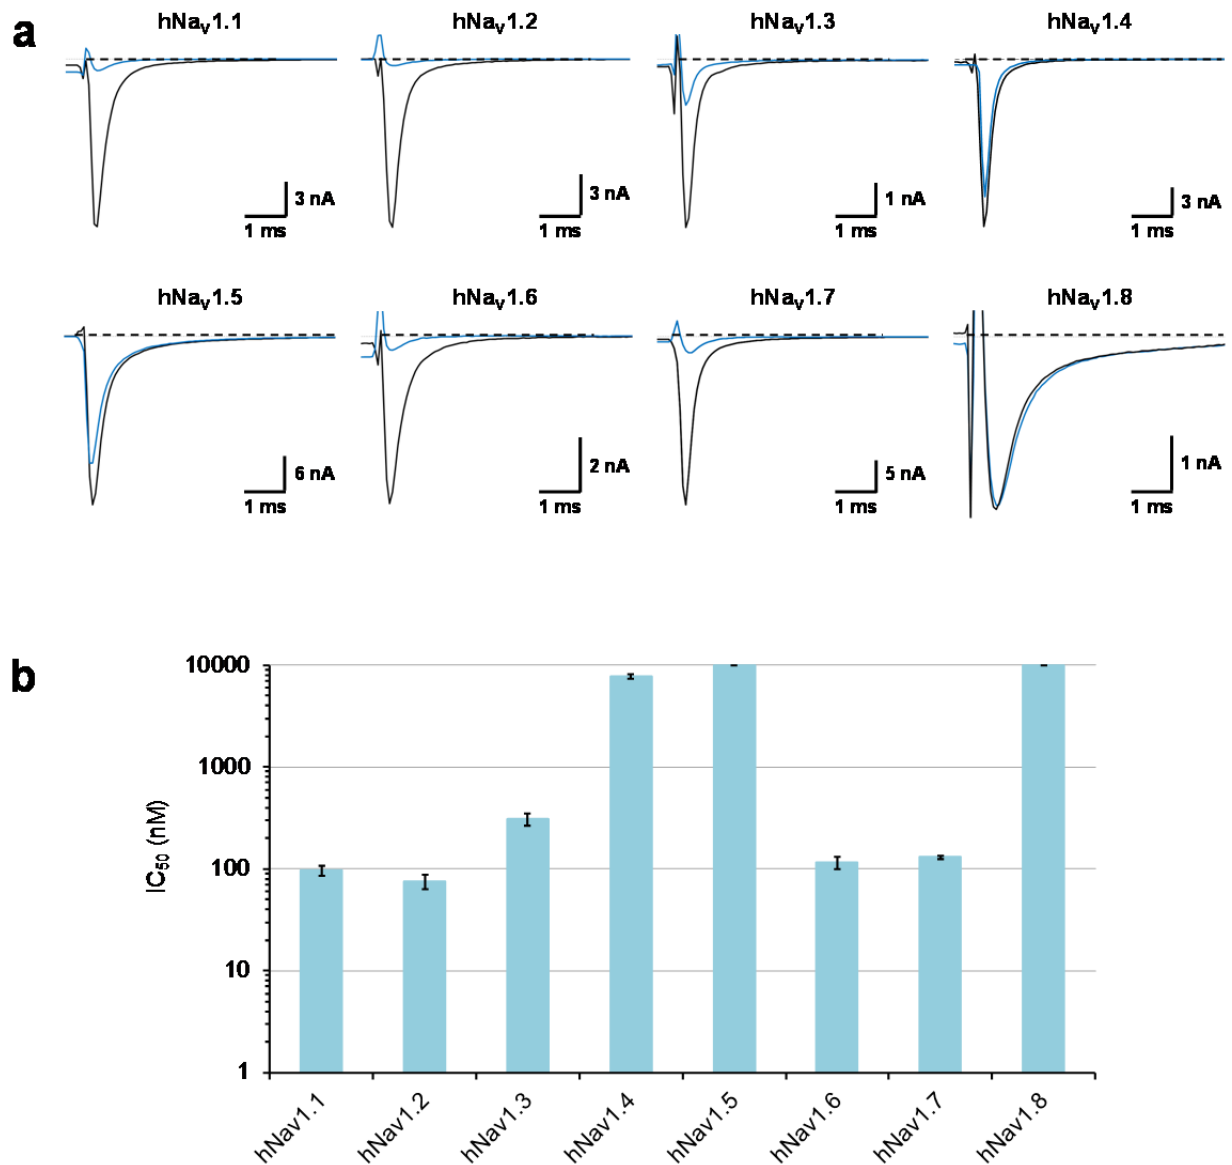 a
hNaV1.1
hNaV1.2
hNaV1.3
hNaV1.4
3 nA
1 ms
3 nA
1 ms
1 nA
1 ms
3 nA
1 ms
hNaV1.5
hNaV1.6
hNaV1.7
hNaV1.8
6 nA
1 ms
2 nA
1 ms
5 nA
1 ms
1 nA
1 ms
b
IC50 (nM)
10000
1000
100
10
1
hNav1.1
hNav1.2
hNav1.3
hNav1.4
hNav1.5
hNav1.6
hNav1.7
hNav1.8